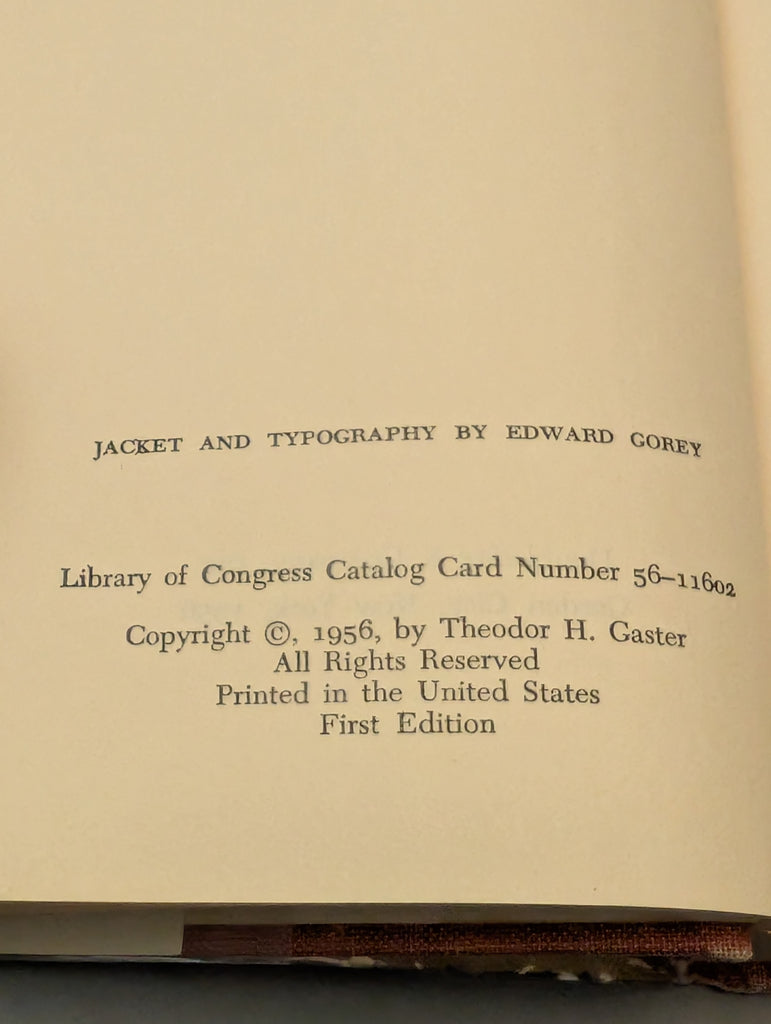 JACKET AND TYPOGRAPHY BY EDWARD GOREY
Library of Congress Catalog Card Number 56–11602
Copyright ©, 1956, by Theodor H. Gaster
All Rights Reserved
Printed in the United States
First Edition